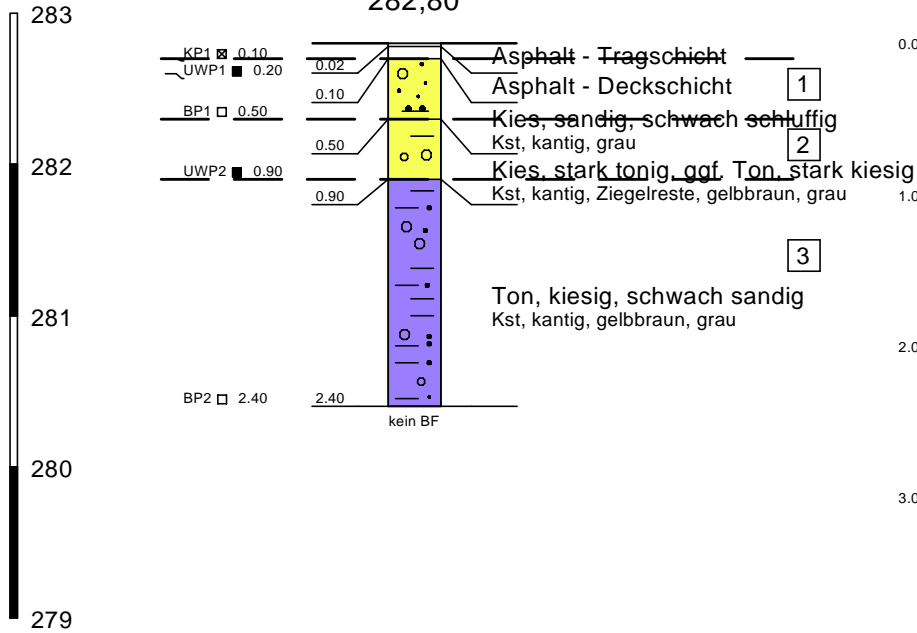 283
282,80
0.0
KP1 0.10
Asphalt - Tragschicht
UWP1 0.20
0.02
1
Asphalt - Deckschicht
0.10
BP1 0.50
Kies, sandig, schwach schluffig
Kst, kantig, grau
0.50
2
282
UWP2 0.90
Kies, stark tonig, ggf. Ton, stark kiesig
Kst, kantig, Ziegelreste, gelbbraun, grau
0.90
1.0
3
Ton, kiesig, schwach sandig
Kst, kantig, gelbbraun, grau
281
2.0
BP2 2.40
2.40
kein BF
280
3.0
279